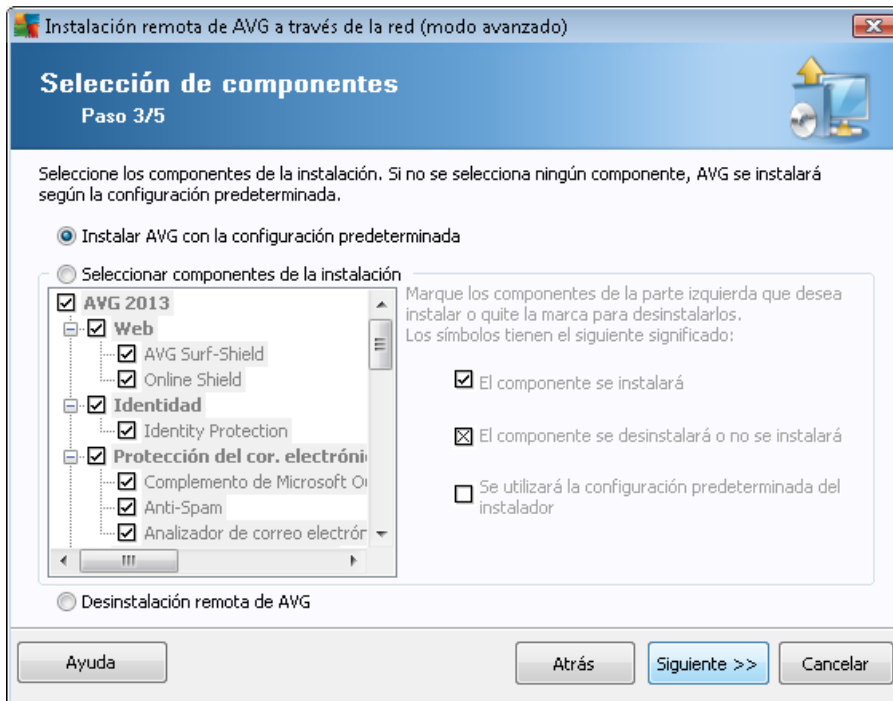 Instalación remota de AVG a través de la red (modo avanzado)
Selección de componentes
Paso 3/5
Seleccione los componentes de la instalación. Si no se selecciona ningún componente, AVG se instalará
según la configuración predeterminada.
Instalar AVG con la configuración predeterminada
Seleccionar componentes de la instalación
AVG 2013
Web
AVG Surf-Shield
Online Shield
Identidad
Identity Protection
Protección del cor. electróni
Complemento de Microsoft O
Anti-Spam
Analizador de correo electrór
Marque los componentes de la parte izquierda que desea
instalar o quite la marca para desinstalarlos.
Los símbolos tienen el siguiente significado:
El componente se instalará
El componente se desinstalará o no se instalará
Se utilizará la configuración predeterminada del
instalador
Desinstalación remota de AVG
Ayuda
Atrás
Siguiente >>
Cancelar